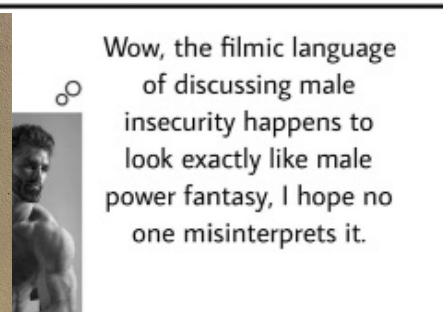 Wow, the filmic language
of discussing male
insecurity happens to
look exactly like male
power fantasy, I hope no
one misinterprets it.